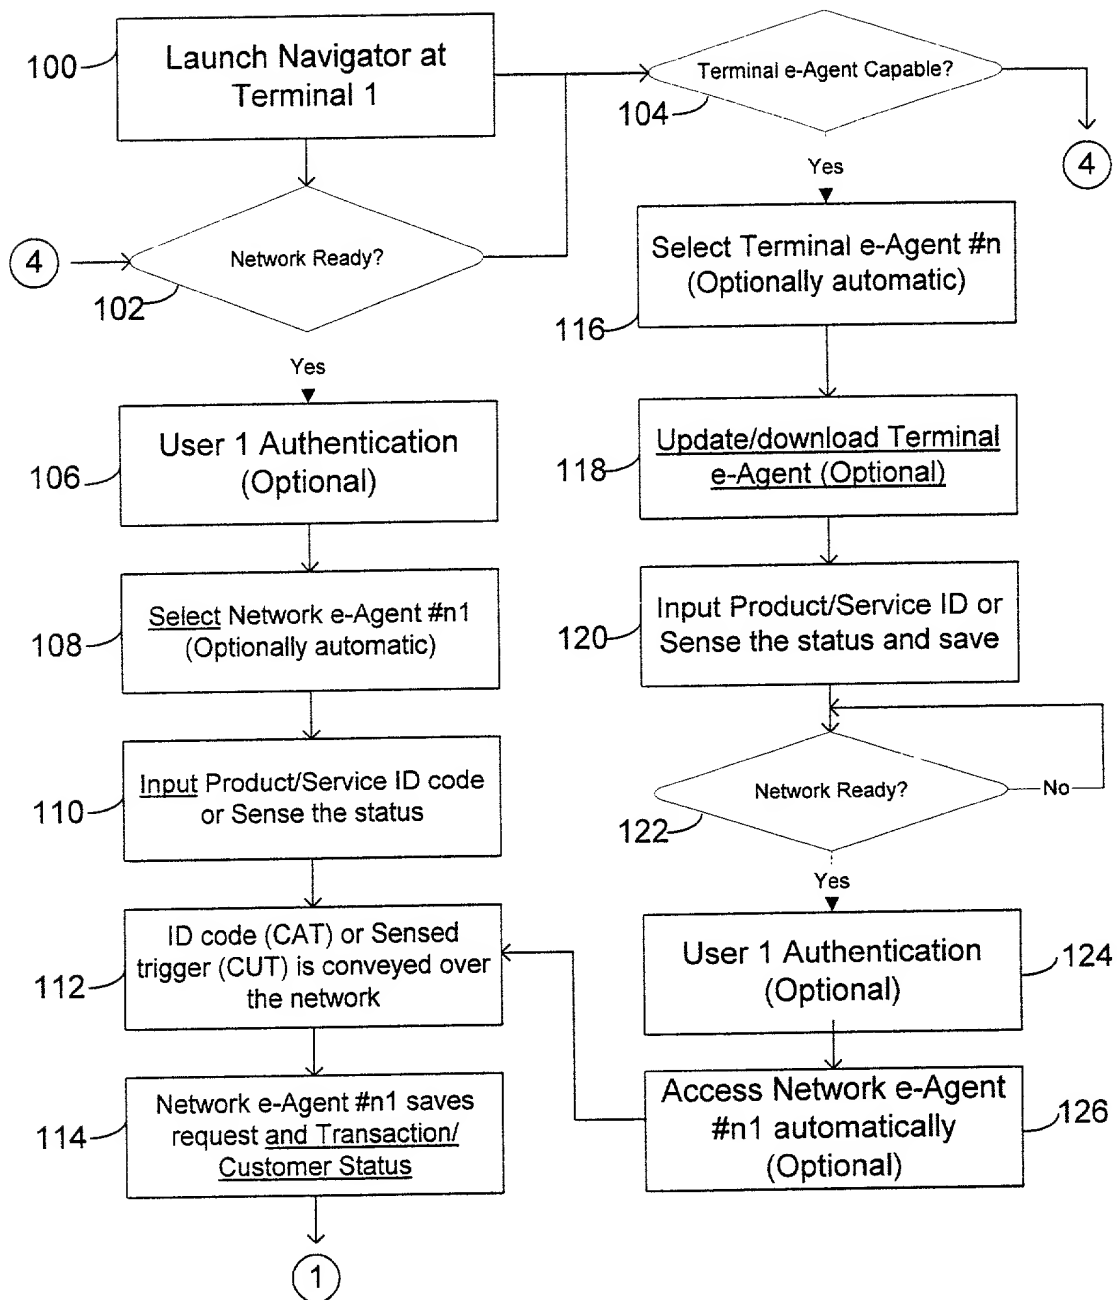 100
Launch Navigator at
Terminal 1
Terminal e-Agent Capable?
104
4
Yes
4
Network Ready?
102
Yes
Select Terminal e-Agent #n
(Optionally automatic)
116
User 1 Authentication
(Optional)
106
Update/download Terminal
e-Agent (Optional)
118
Select Network e-Agent #n1
(Optionally automatic)
108
Input Product/Service ID or
Sense the status and save
120
Input Product/Service ID code
or Sense the status
110
Network Ready?
No
122
Yes
ID code (CAT) or Sensed
trigger (CUT) is conveyed over
the network
112
User 1 Authentication
(Optional)
124
Network e-Agent #n1 saves
request and Transaction/
Customer Status
114
Access Network e-Agent
#n1 automatically
(Optional)
126
1